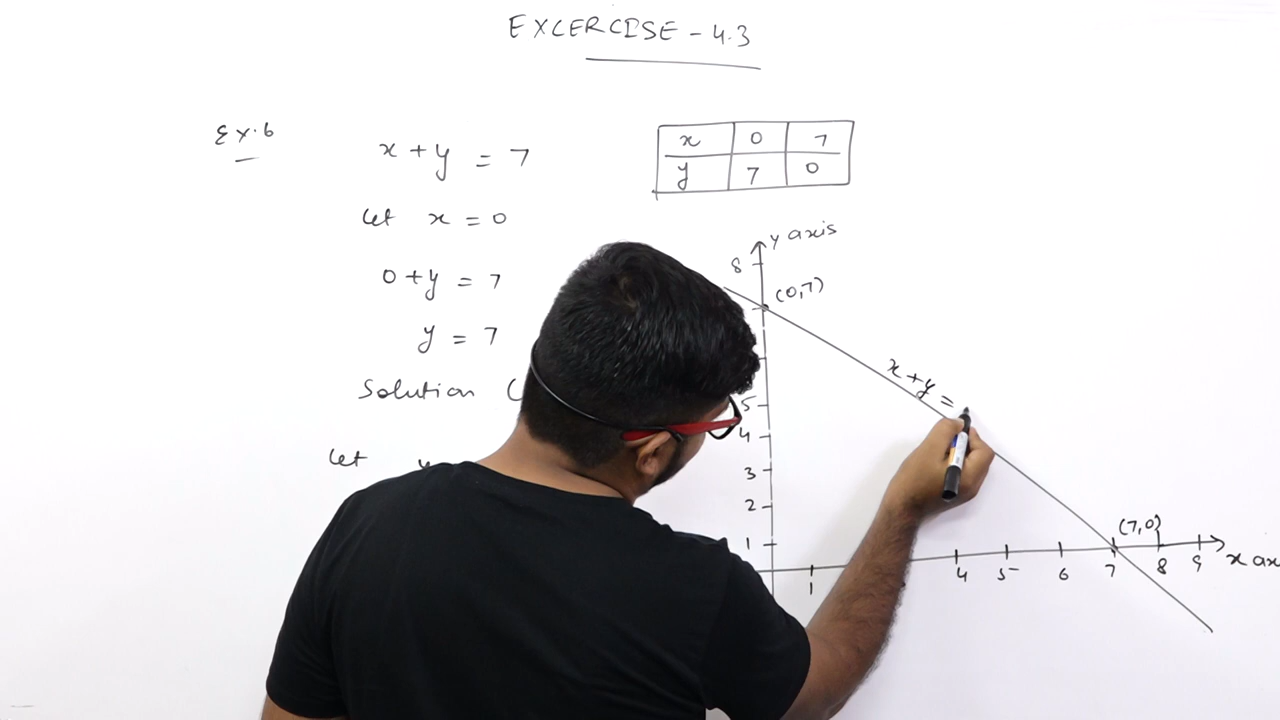 EXCERCISE - 4.3
Ex.6
x + y = 7
x 0 7
y 7 0
let x = 0
0 + y = 7
y = 7
Solution (
let
y axis
8
(0,7)
x + y =
5
4
3
2
1
(7,0)
1 4 5 6 7 8 9
x ax